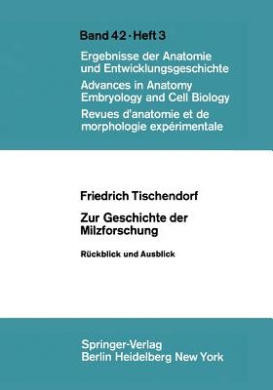 Band 42 · Heft 3
Ergebnisse der Anatomie
und Entwicklungsgeschichte
Advances in Anatomy
Embryology and Cell Biology
Revues d'anatomie et de
morphologie expérimentale
Friedrich Tischendorf
Zur Geschichte der
Milzforschung
Rückblick und Ausblick
Springer-Verlag
Berlin Heidelberg New York